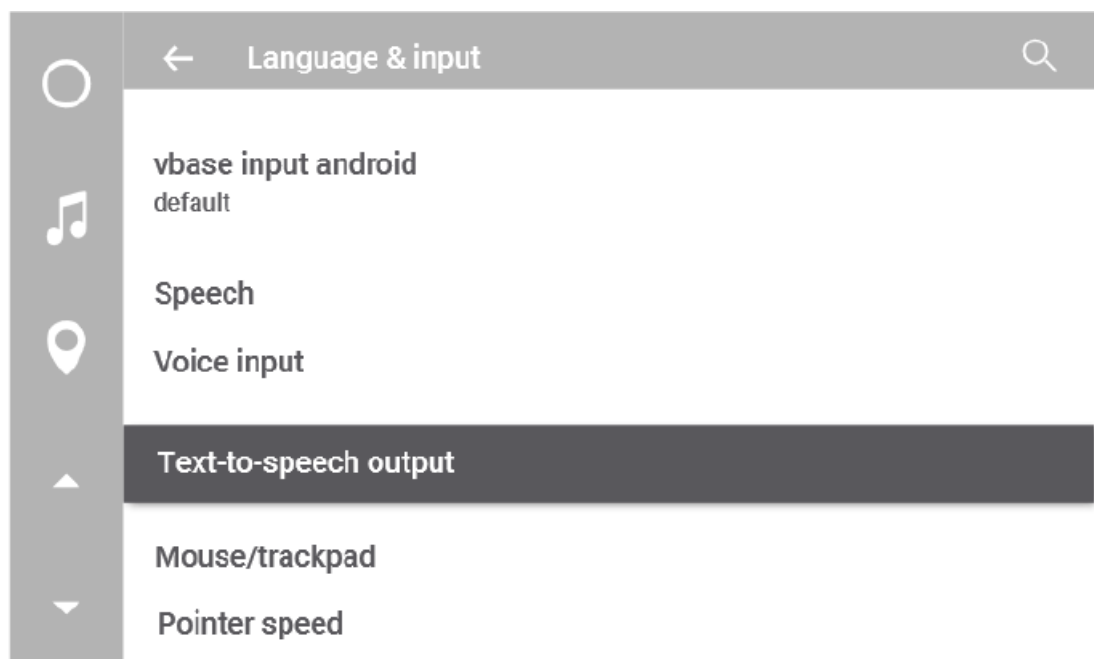 Language & input
vbase input android
default
Speech
Voice input
Text-to-speech output
Mouse/trackpad
Pointer speed